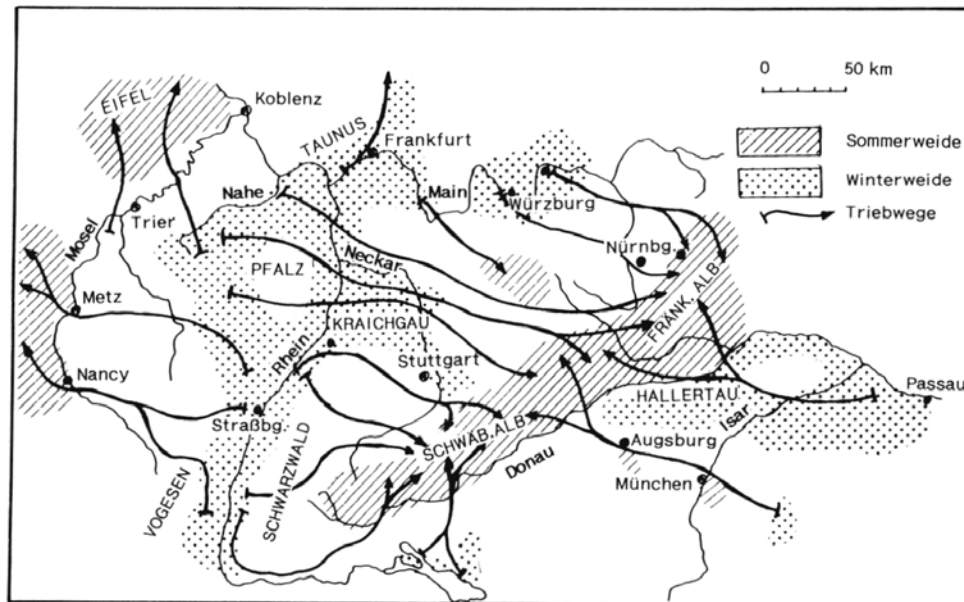 0 50 km
Sommerweide
Winterweide
Triebwege
EIFEL
Koblenz
TAUNUS
Frankfurt
Nahe
Main
Würzburg
Mosel
Trier
Nürnbg.
Neckar
PFALZ
Metz
FRÄNK. ALB
KRAICHGAU
Rhein
Stuttgart
Nancy
HALLERTAU
Passau
Straßbg.
Isar
SCHWÄB. ALB
Augsburg
Donau
SCHWARZWALD
München
VOGESEN